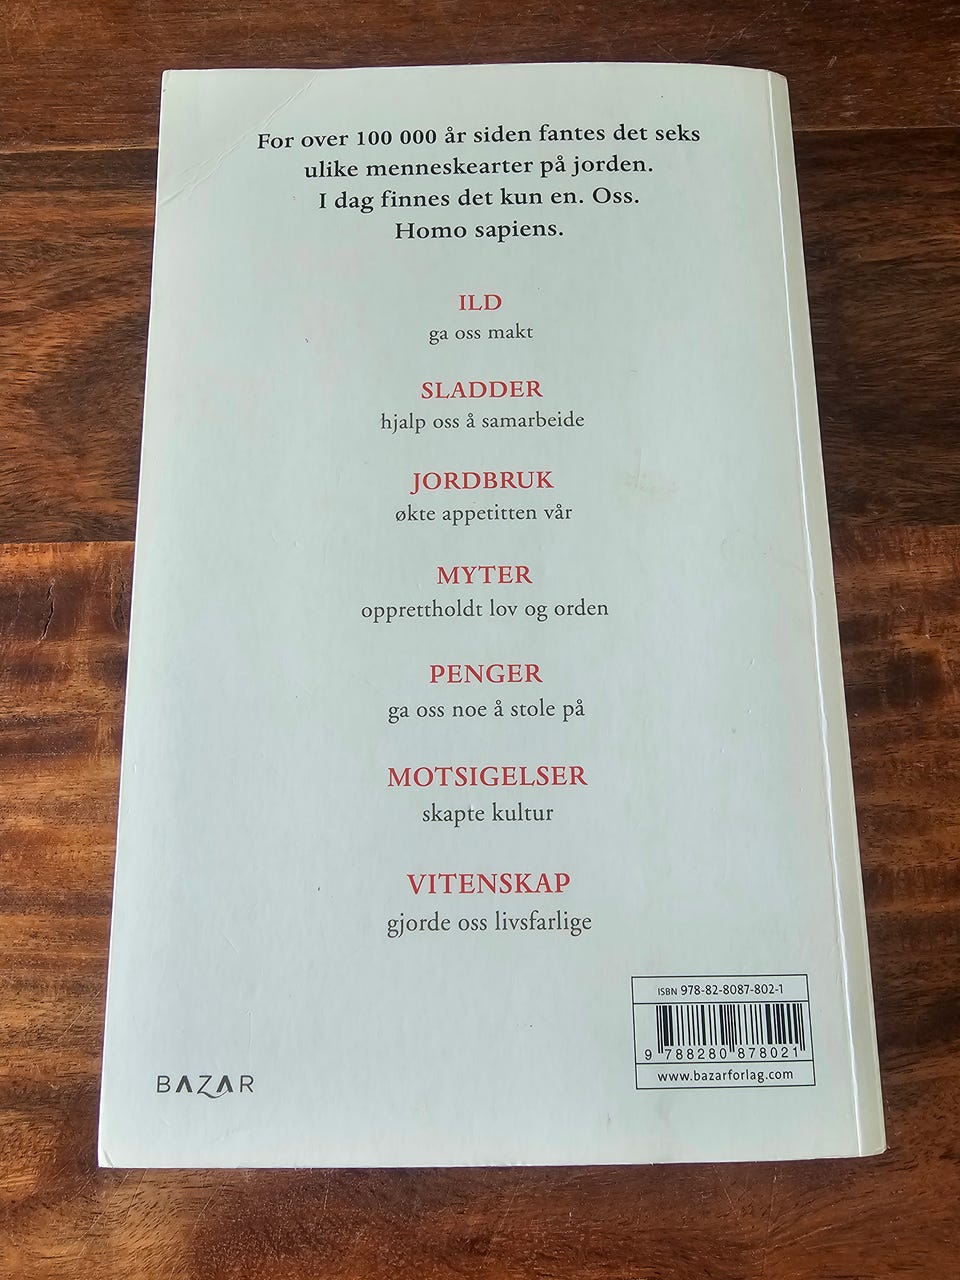 For over 100 000 år siden fantes det seks
ulike menneskearter på jorden.
I dag finnes det kun en. Oss.
Homo sapiens.
ILD
ga oss makt
SLADDER
hjalp oss å samarbeide
JORDBRUK
økte appetitten vår
MYTER
opprettholdt lov og orden
PENGER
ga oss noe å stole på
MOTSIGELSER
skapte kultur
VITENSKAP
gjorde oss livsfarlige
ISBN 978-82-8087-802-1
9 788280 878021
www.bazarforlag.com
BAZAR